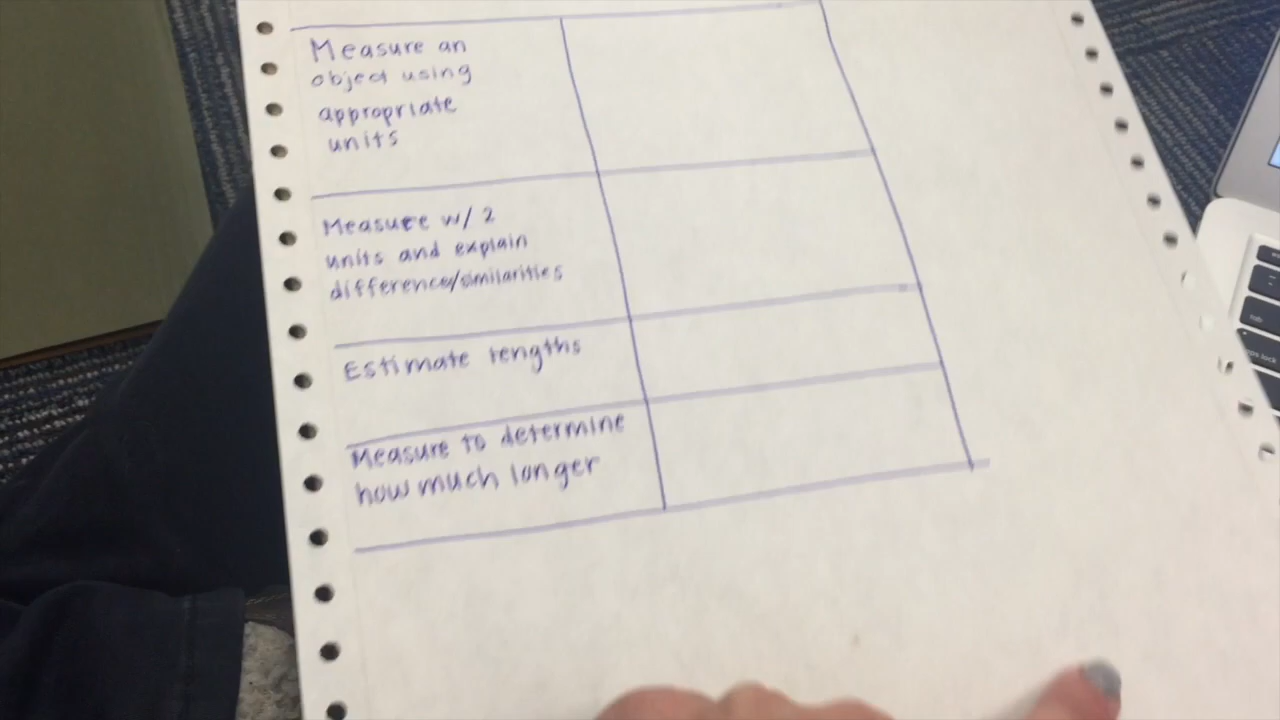 Measure an
object using
appropriate
units
Measure w/ 2
units and explain
difference/similarities
Estimate lengths
Measure to determine
how much longer
tab